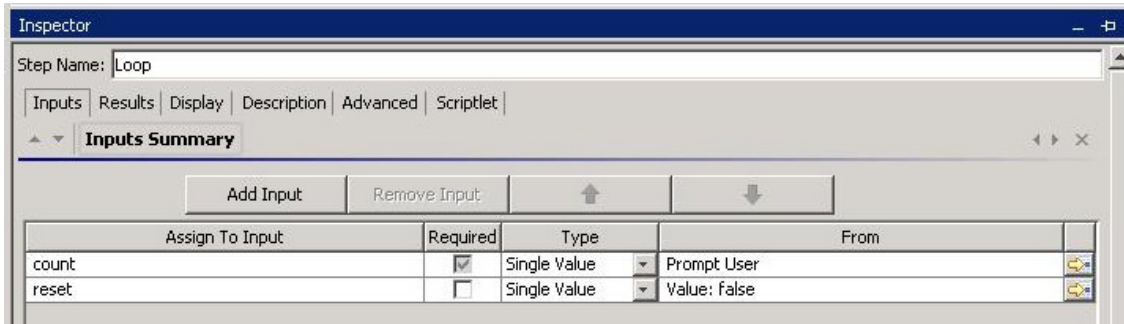 Inspector
Step Name: Loop
Inputs Results Display Description Advanced Scriptlet
Inputs Summary
Add Input Remove Input
Assign To Input Required Type From
count Single Value Prompt User
reset Single Value Value: false